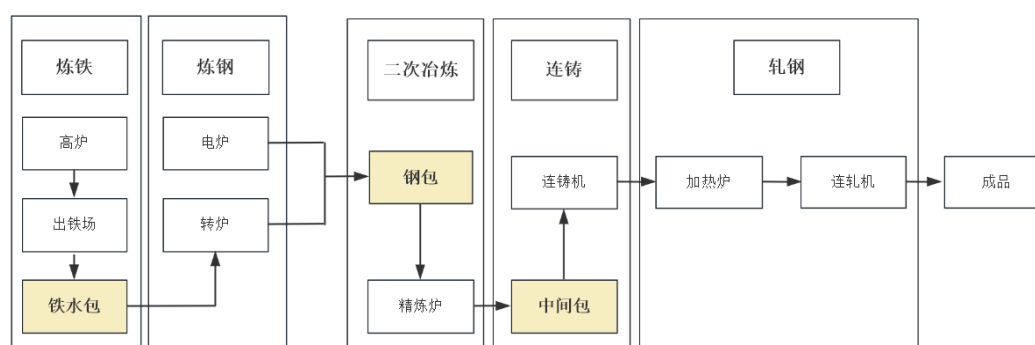 炼铁
炼钢
二次冶炼
连铸
轧钢
高炉
电炉
钢包
连铸机
加热炉
连轧机
成品
出铁场
转炉
铁水包
精炼炉
中间包